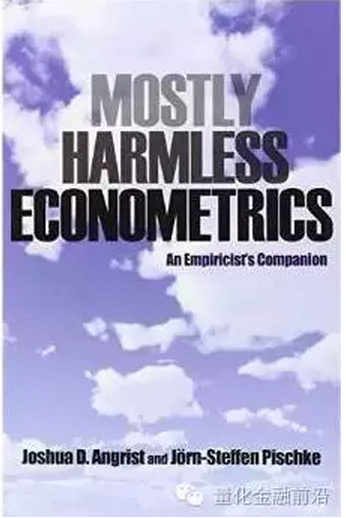 MOSTLY
HARMLESS
ECONOMETRICS
An Empiricist's Companion
Joshua D. Angrist and Jörn-Steffen Pischke
量化金融前沿